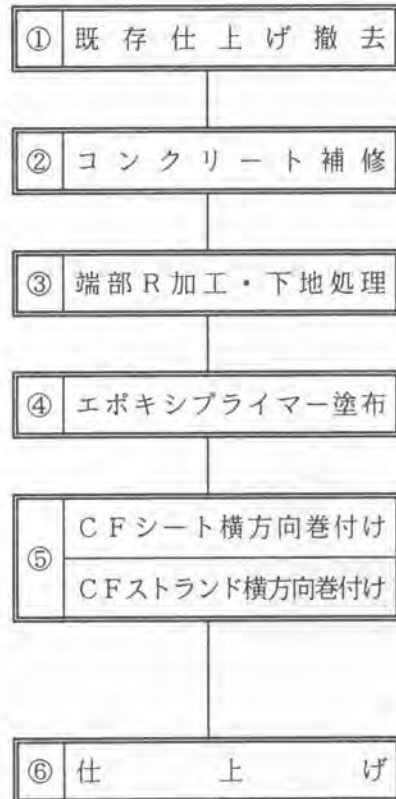 ① 既存仕上げ撤去
② コンクリート補修
③ 端部R加工・下地処理
④ エポキシプライマー塗布
⑤ CFシート横方向巻付け
CFストランド横方向巻付け
⑥ 仕上げ